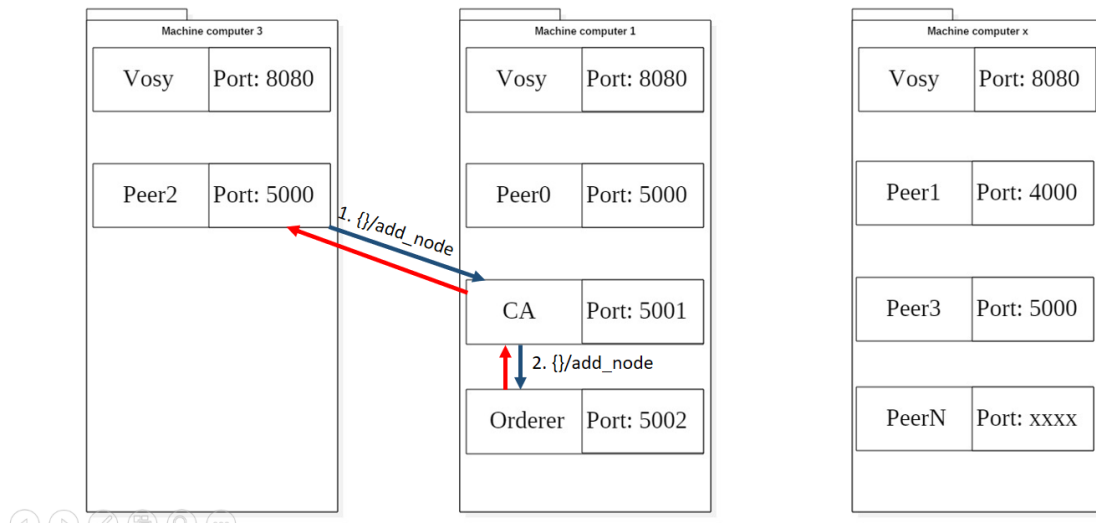 Machine computer 3
Vosy Port: 8080
Peer2 Port: 5000
1. {}/add_node
Machine computer 1
Vosy Port: 8080
Peer0 Port: 5000
CA Port: 5001
2. {}/add_node
Orderer Port: 5002
Machine computer x
Vosy Port: 8080
Peer1 Port: 4000
Peer3 Port: 5000
PeerN Port: xxxx